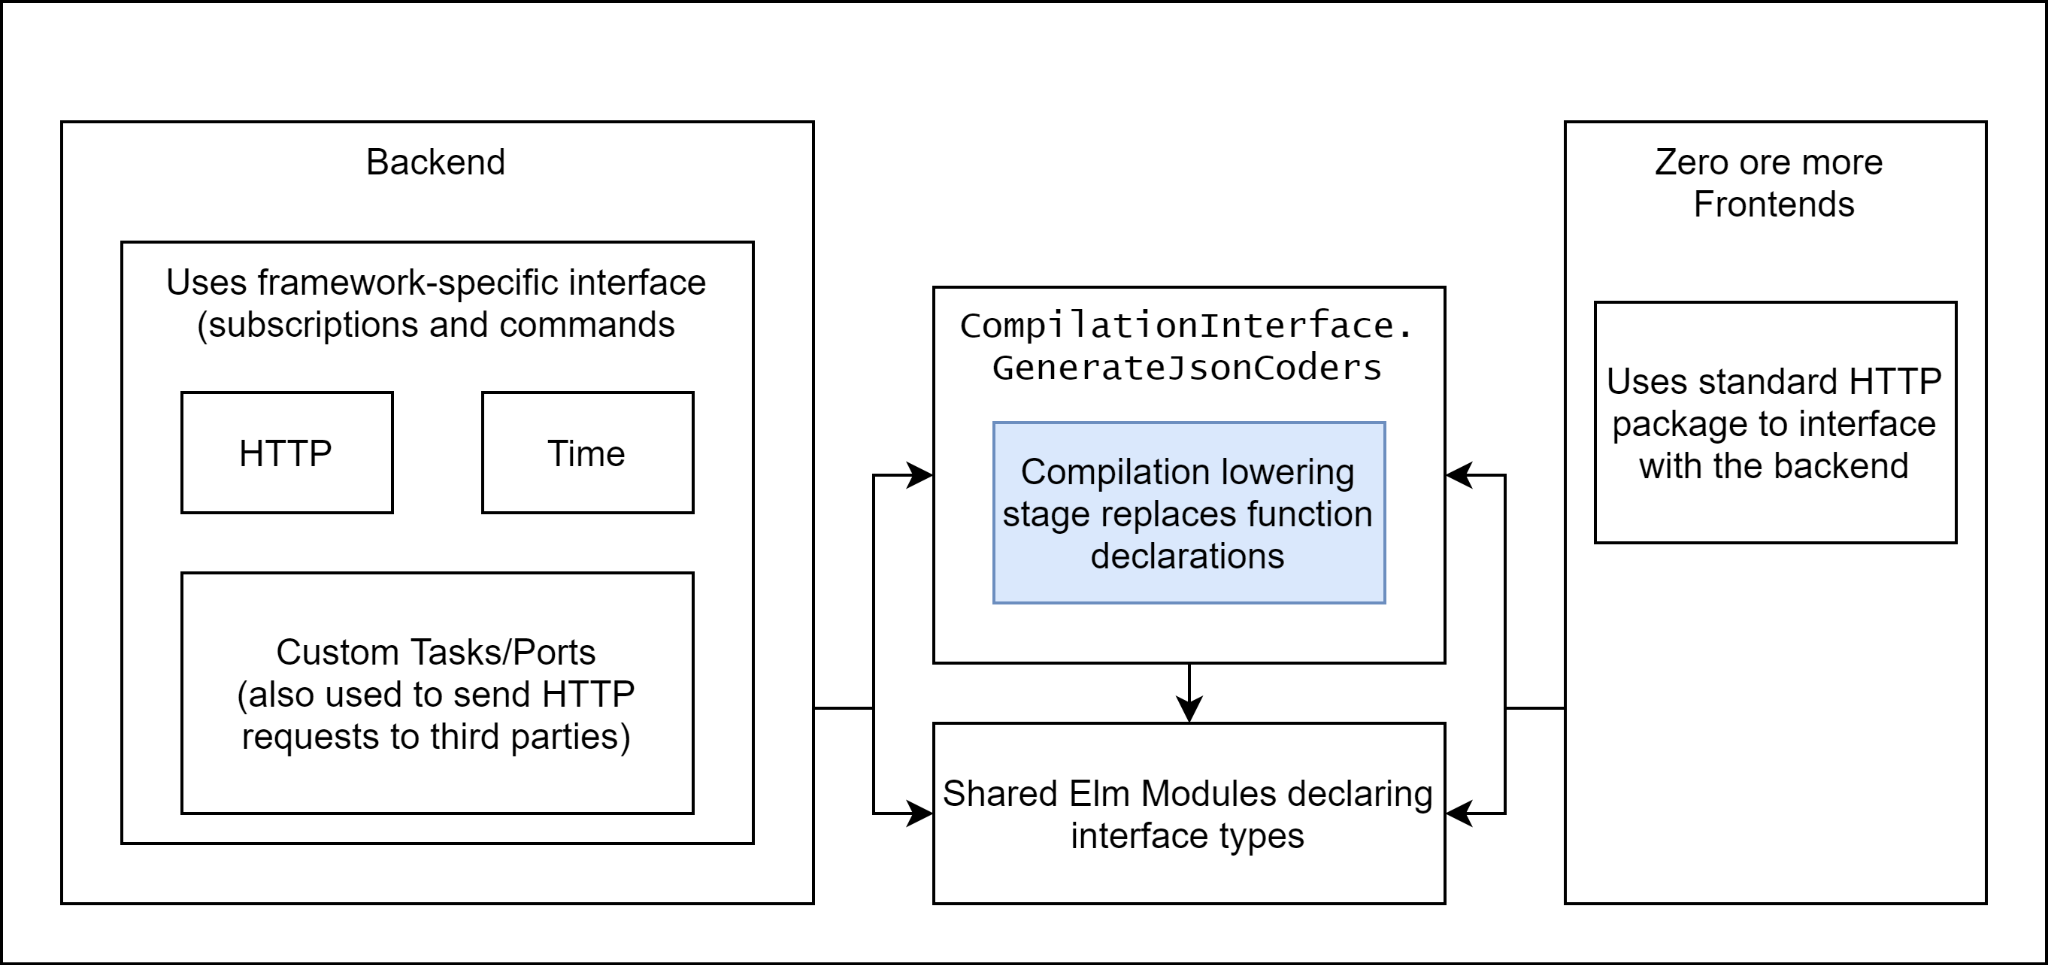 Backend
Uses framework-specific interface
(subscriptions and commands
HTTP
Time
Custom Tasks/Ports
(also used to send HTTP
requests to third parties)
CompilationInterface.
GenerateJsonCoders
Compilation lowering
stage replaces function
declarations
Shared Elm Modules declaring
interface types
Zero ore more
Frontends
Uses standard HTTP
package to interface
with the backend